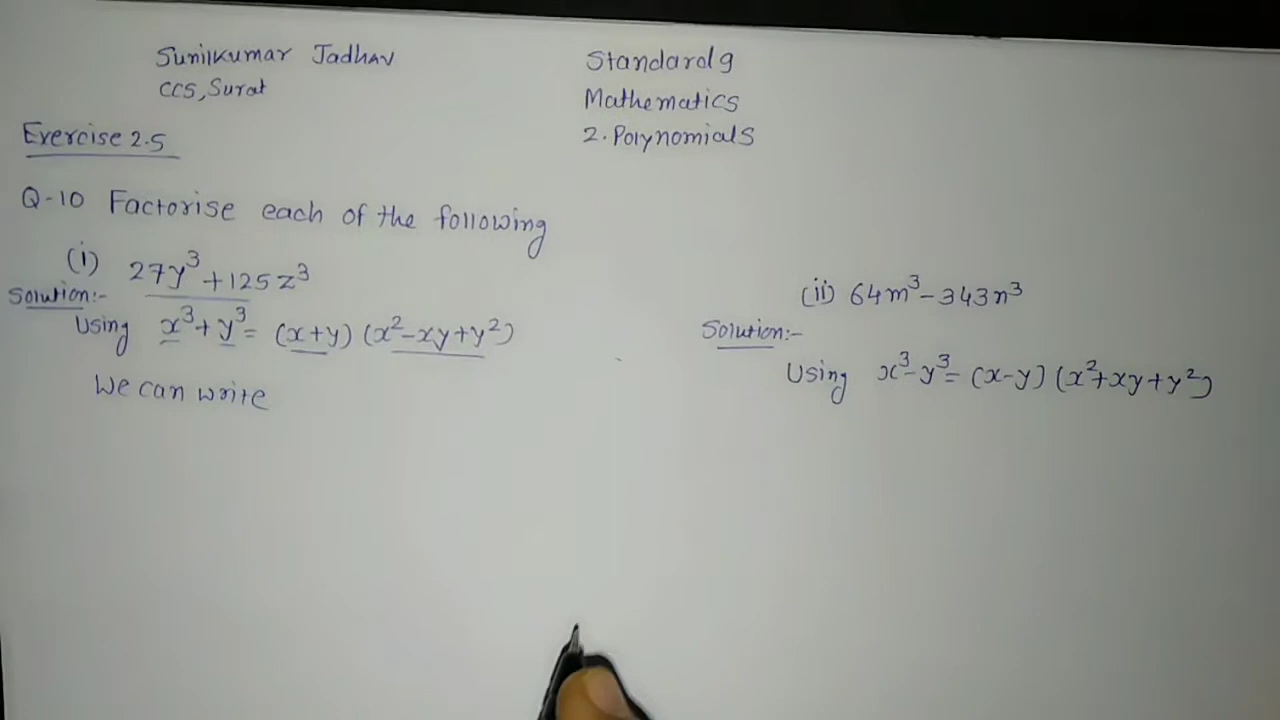 Sunilkumar Jadhav
CCS, Surat
Standard 9
Mathematics
2. Polynomials
Exercise 2.5
Q-10 Factorise each of the following
(i) 27y³ + 125z³
Solution:-
Using x³ + y³ = (x+y) (x² - xy + y²)
We can write
(ii) 64m³ - 343n³
Solution:-
Using x³ - y³ = (x-y) (x² + xy + y²)